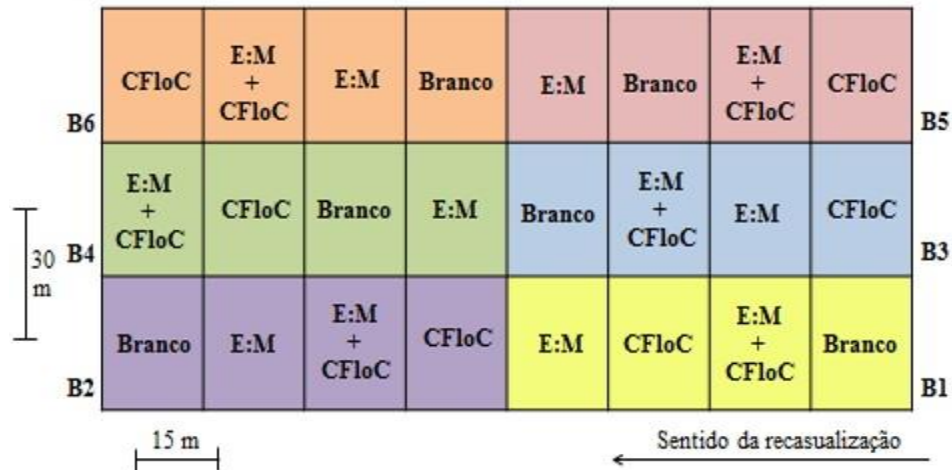 CFloC
E:M
+
CFloC
E:M
Branco
E:M
Branco
E:M
+
CFloC
CFloC
B6
B5
E:M
+
CFloC
CFloC
Branco
E:M
Branco
E:M
+
CFloC
E:M
CFloC
30
m
B4
B3
Branco
E:M
E:M
+
CFloC
CFloC
E:M
CFloC
E:M
+
CFloC
Branco
B2
B1
15 m
Sentido da recasualização